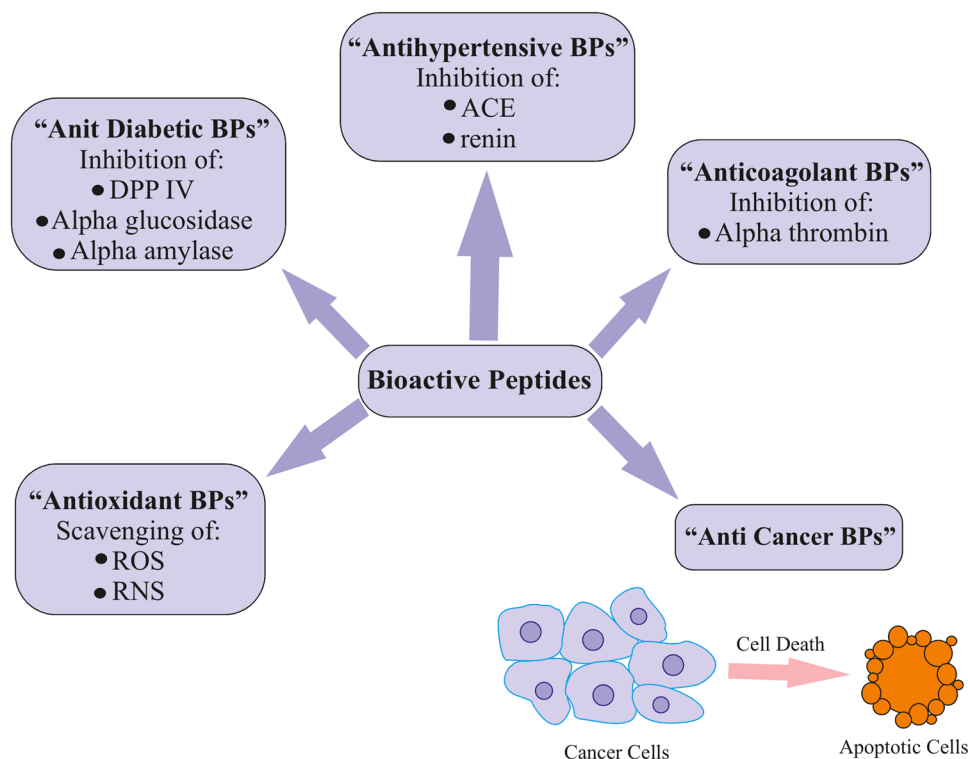 “Antihypertensive BPs”
Inhibition of:
● ACE
● renin
“Anit Diabetic BPs”
Inhibition of:
● DPP IV
● Alpha glucosidase
● Alpha amylase
“Anticoagolant BPs”
Inhibition of:
● Alpha thrombin
Bioactive Peptides
“Antioxidant BPs”
Scavenging of:
● ROS
● RNS
“Anti Cancer BPs”
Cell Death
Cancer Cells
Apoptotic Cells